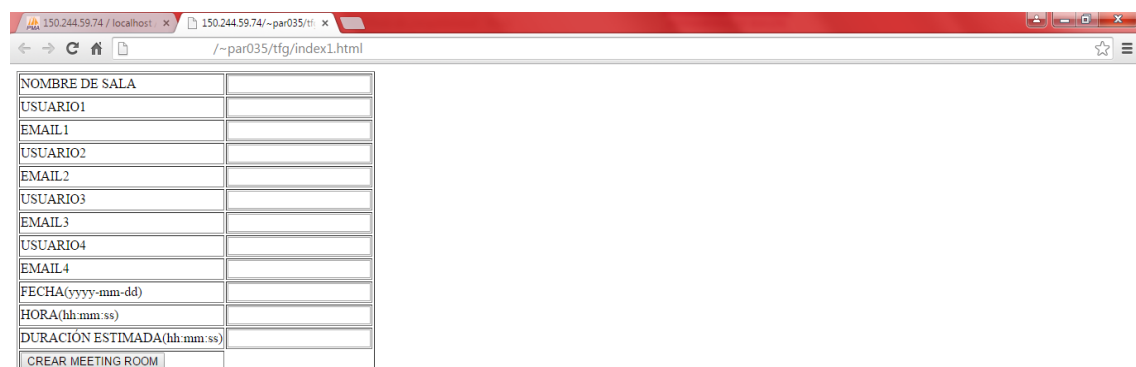 150.244.59.74 / localhost
150.244.59.74/~par035/tf
/~par035/tfg/index1.html
NOMBRE DE SALA
USUARIO1
EMAIL1
USUARIO2
EMAIL2
USUARIO3
EMAIL3
USUARIO4
EMAIL4
FECHA(yyyy-mm-dd)
HORA(hh:mm:ss)
DURACIÓN ESTIMADA(hh:mm:ss)
CREAR MEETING ROOM